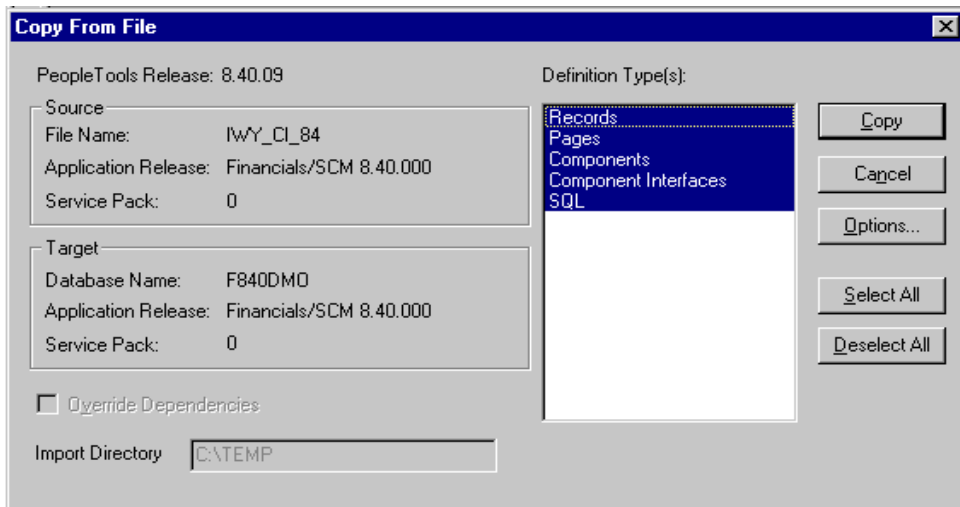 Copy From File
PeopleTools Release: 8.40.09
Source
File Name: IWY_CI_84
Application Release: Financials/SCM 8.40.000
Service Pack: 0
Target
Database Name: F840DMO
Application Release: Financials/SCM 8.40.000
Service Pack: 0
Override Dependencies
Import Directory C:\TEMP
Definition Type(s):
Records
Pages
Components
Component Interfaces
SQL
Copy
Cancel
Options...
Select All
Deselect All